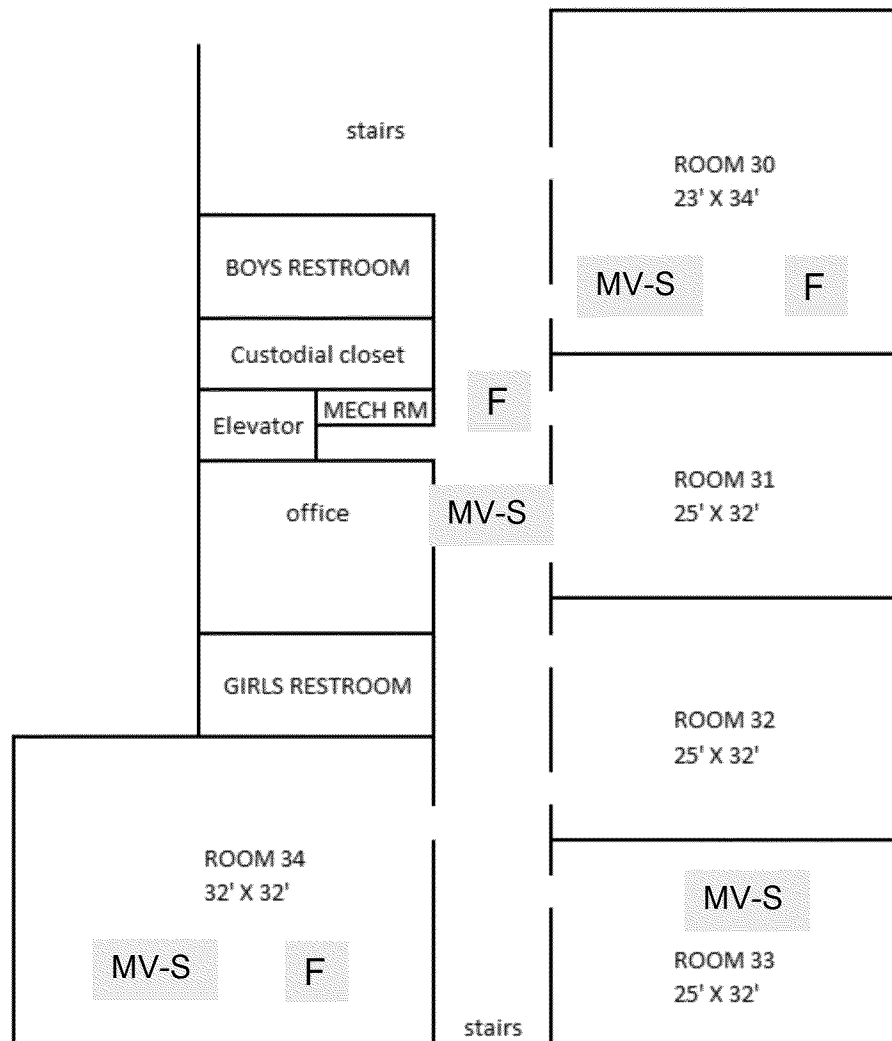 stairs
ROOM 30
23' X 34'
BOYS RESTROOM
MV-S
F
Custodial closet
MECH RM
F
Elevator
ROOM 31
25' X 32'
office
MV-S
GIRLS RESTROOM
ROOM 32
25' X 32'
ROOM 34
32' X 32'
MV-S
MV-S
F
ROOM 33
25' X 32'
stairs